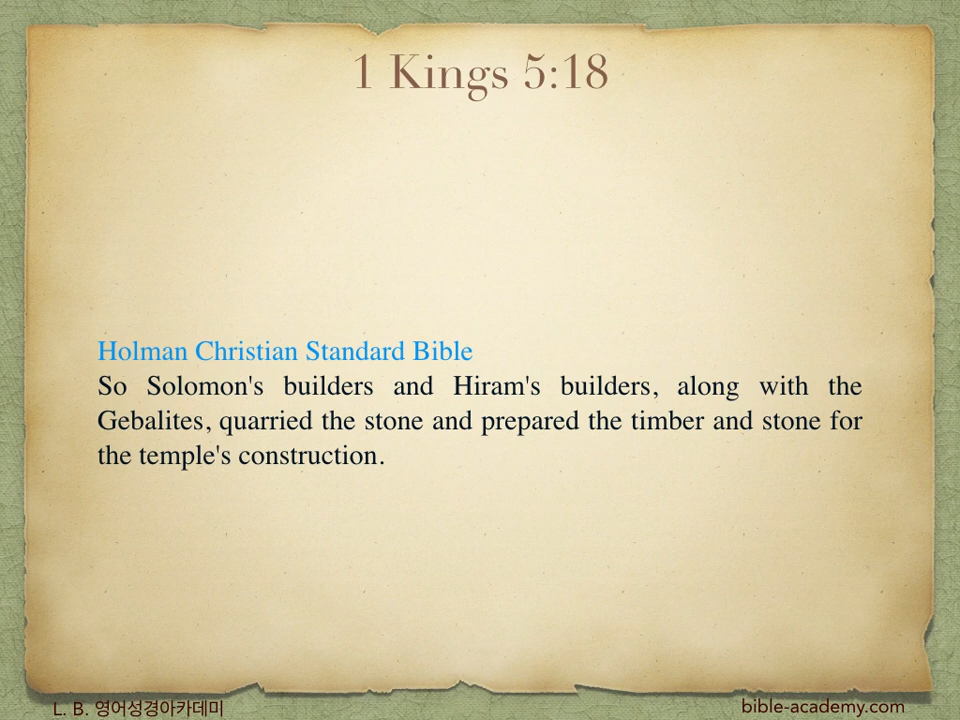 1 Kings 5:18
Holman Christian Standard Bible
So Solomon's builders and Hiram's builders, along with the
Gebalites, quarried the stone and prepared the timber and stone for
the temple's construction.
L. B. 영어성경아카데미
bible-academy.com